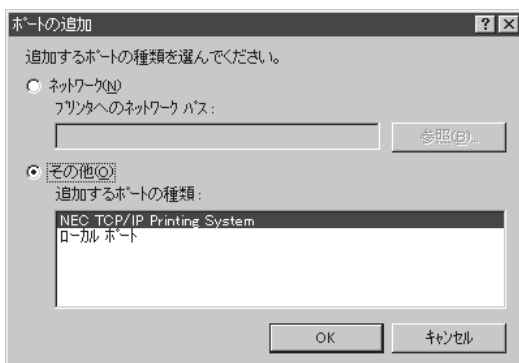 ポートの追加
追加するポートの種類を選んでください。
ネットワーク(N)
プリンタへのネットワーク パス:
参照(B)...
その他(O)
追加するポートの種類:
NEC TCP/IP Printing System
ローカル ポート
OK
キャンセル